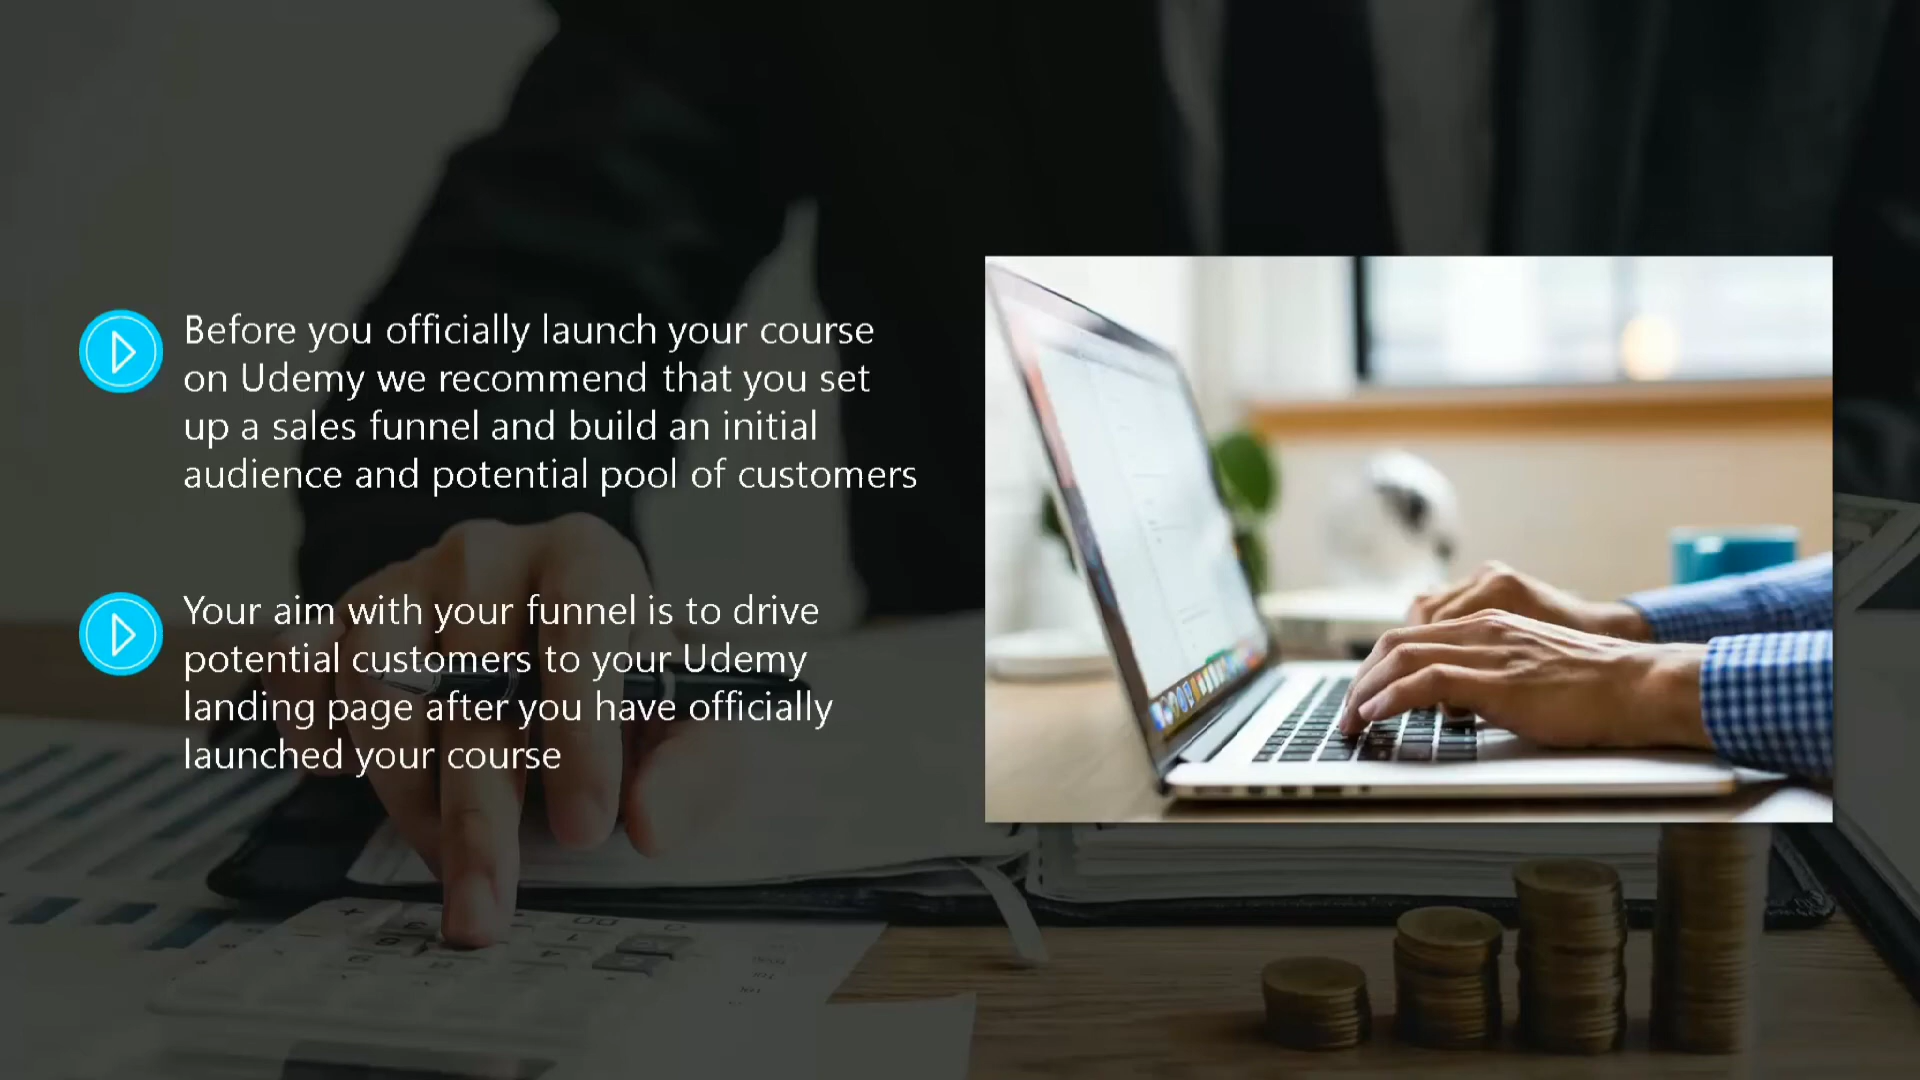 Before you officially launch your course
on Udemy we recommend that you set
up a sales funnel and build an initial
audience and potential pool of customers
Your aim with your funnel is to drive
potential customers to your Udemy
landing page after you have officially
launched your course